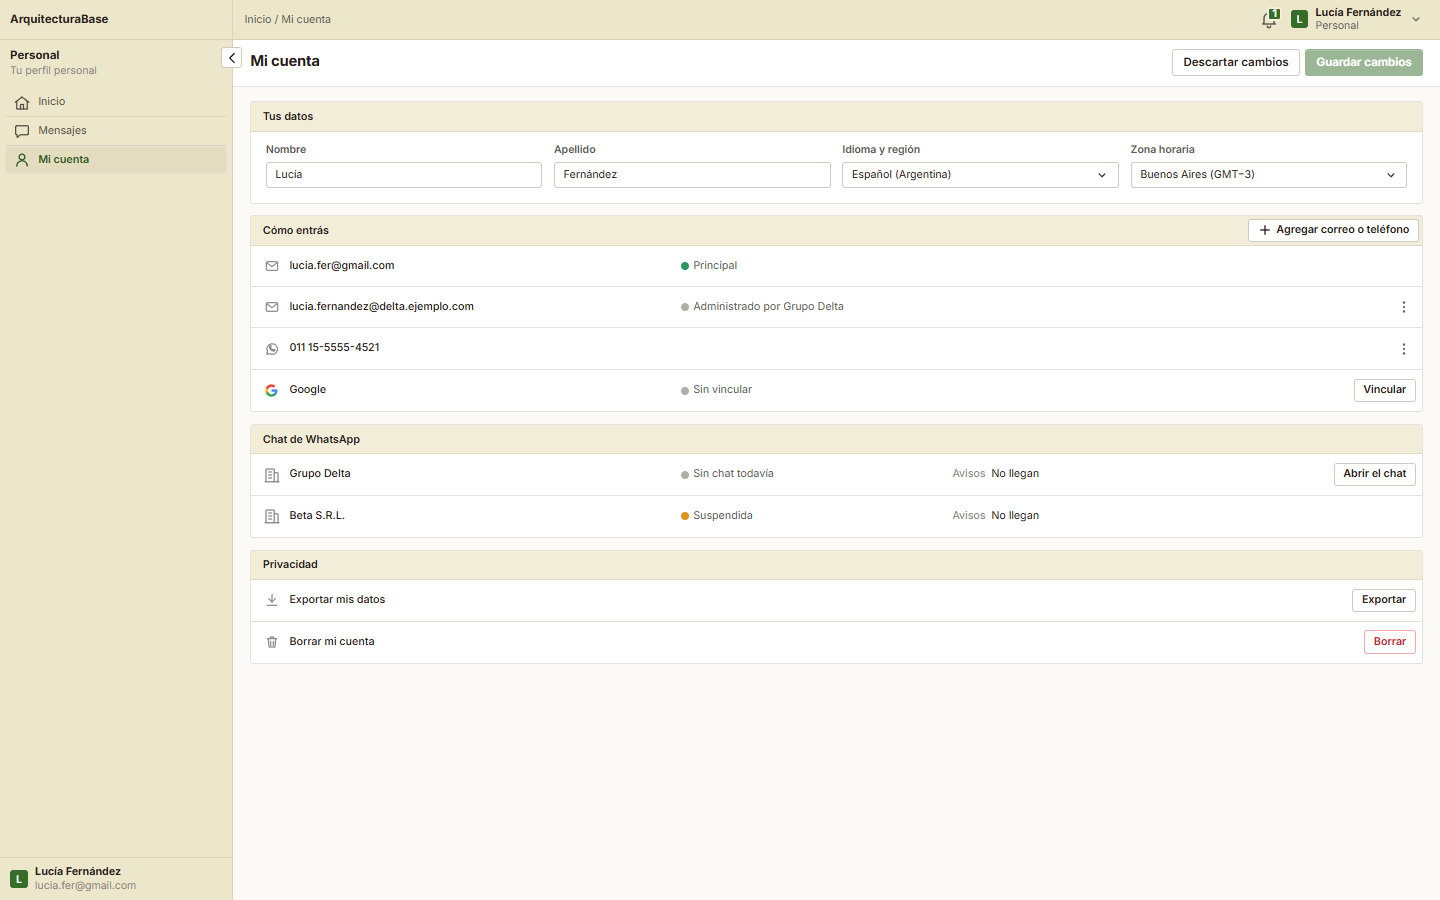 ArquitecturaBase
Inicio / Mi cuenta
1
L
Lucía Fernández
Personal
Personal
Tu perfil personal
Inicio
Mensajes
Mi cuenta
Mi cuenta
Descartar cambios
Guardar cambios
Tus datos
Nombre
Apellido
Idioma y región
Zona horaria
Lucía
Fernández
Español (Argentina)
Buenos Aires (GMT−3)
Cómo entrás
Agregar correo o teléfono
lucia.fer@gmail.com
Principal
lucia.fernandez@delta.ejemplo.com
Administrado por Grupo Delta
011 15-5555-4521
Google
Sin vincular
Vincular
Chat de WhatsApp
Grupo Delta
Sin chat todavía
Avisos No llegan
Abrir el chat
Beta S.R.L.
Suspendida
Avisos No llegan
Privacidad
Exportar mis datos
Exportar
Borrar mi cuenta
Borrar
L
Lucía Fernández
lucia.fer@gmail.com